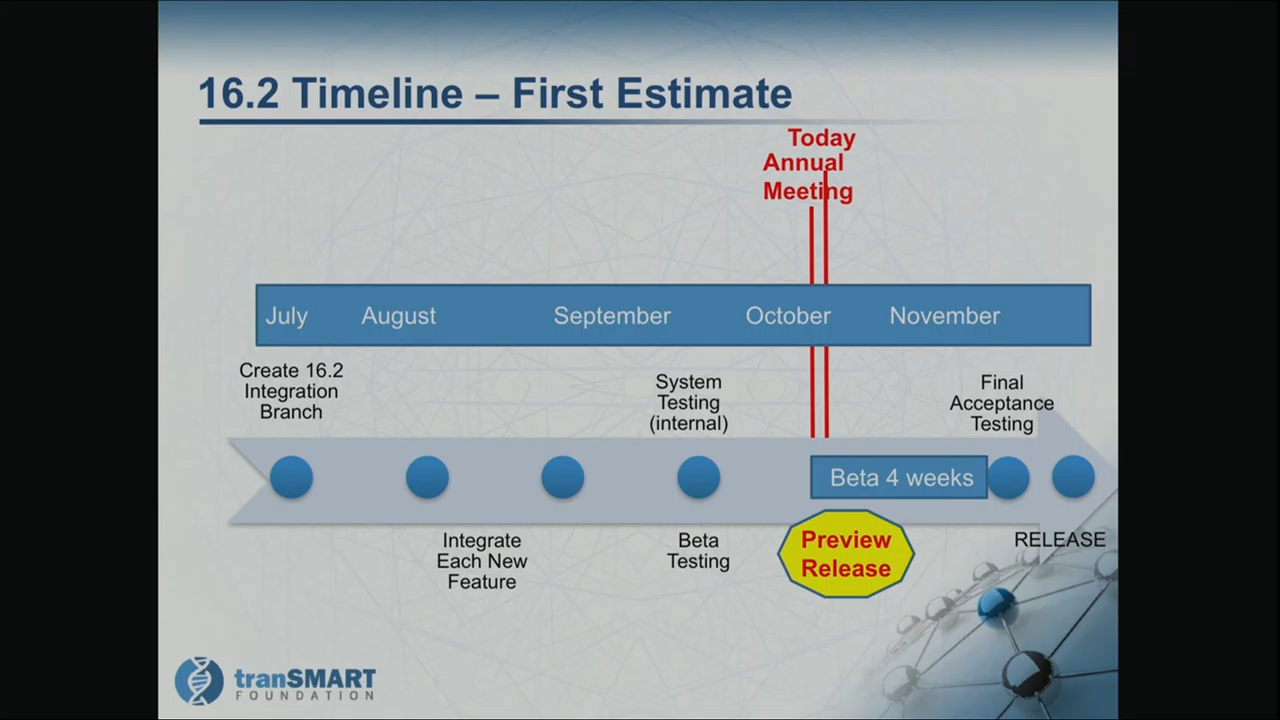 16.2 Timeline – First Estimate
Today
Annual
Meeting
July August September October November
Create 16.2
Integration
Branch
System
Testing
(internal)
Final
Acceptance
Testing
Beta 4 weeks
Integrate
Each New
Feature
Beta
Testing
Preview
Release
RELEASE
tranSMART
FOUNDATION